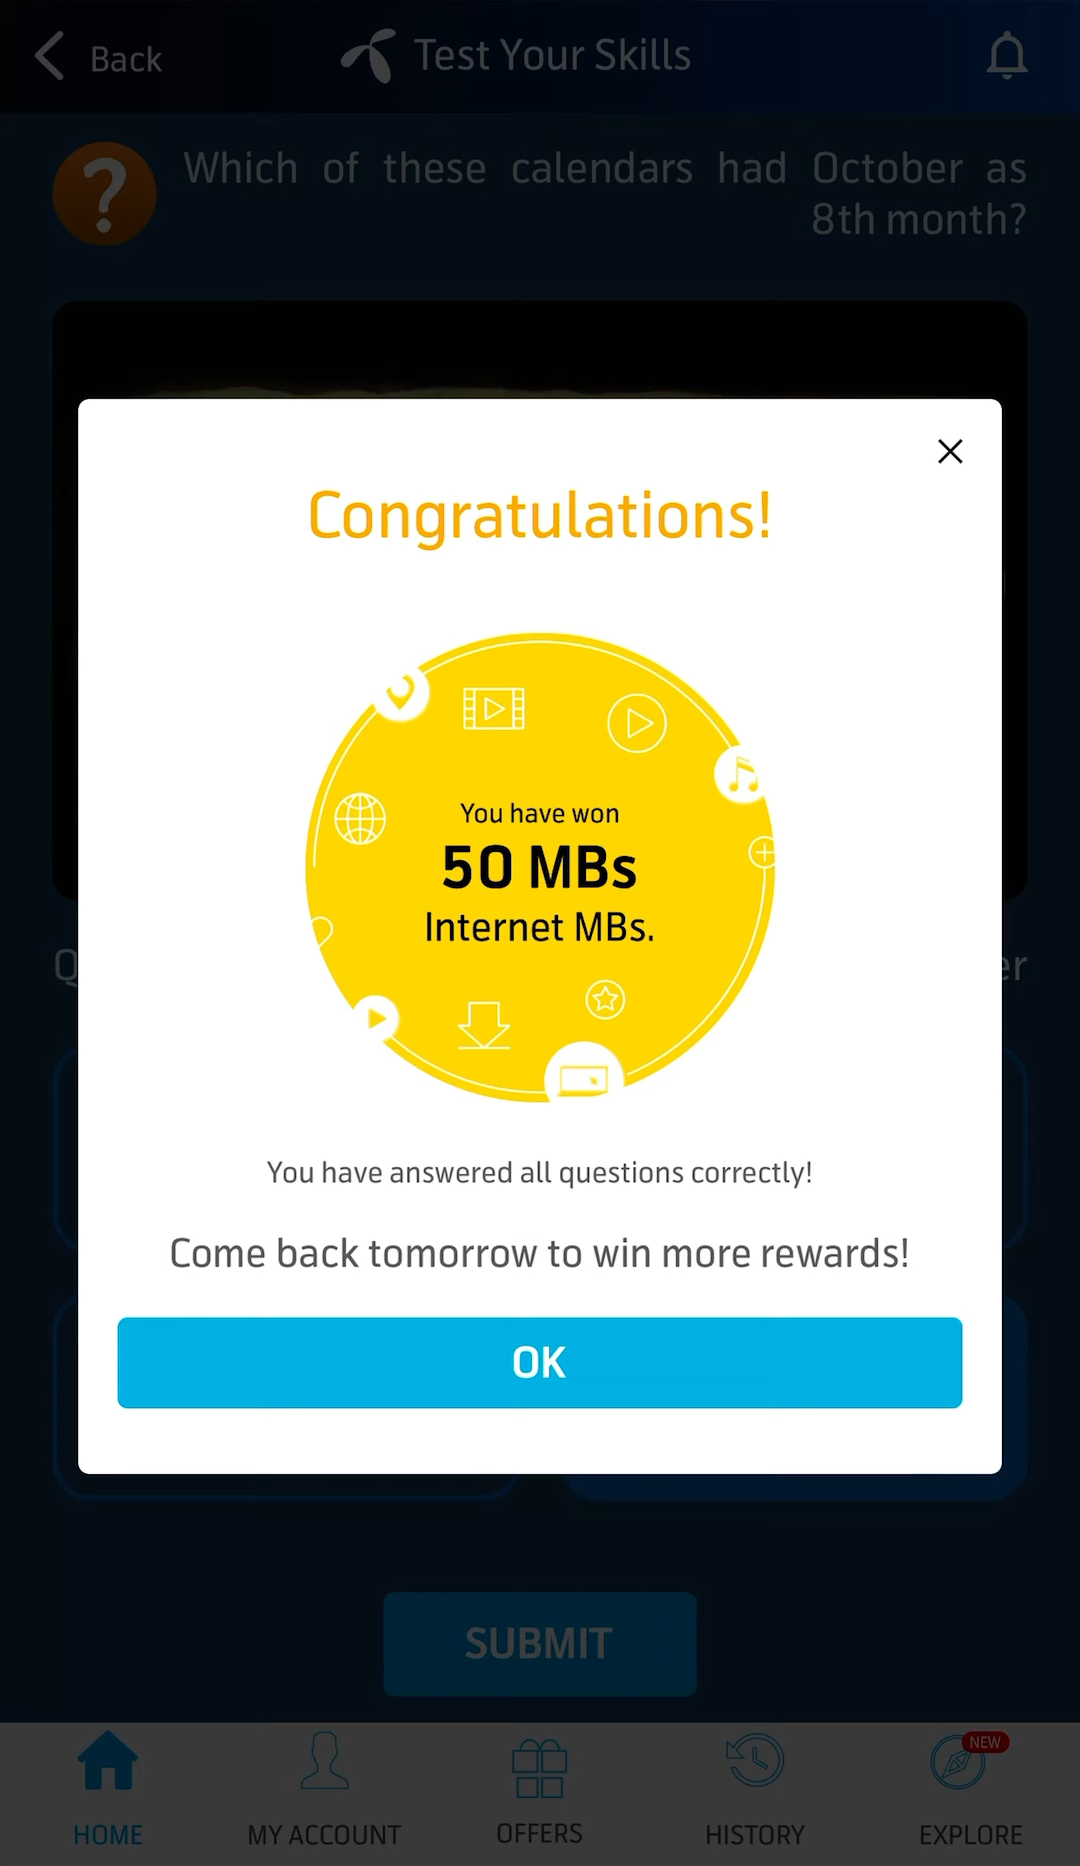 Back
Test Your Skills
Which of these calendars had October as
8th month?
Congratulations!
You have won
50 MBs
Internet MBs.
You have answered all questions correctly!
Come back tomorrow to win more rewards!
OK
SUBMIT
NEW
HOME
MY ACCOUNT
OFFERS
HISTORY
EXPLORE